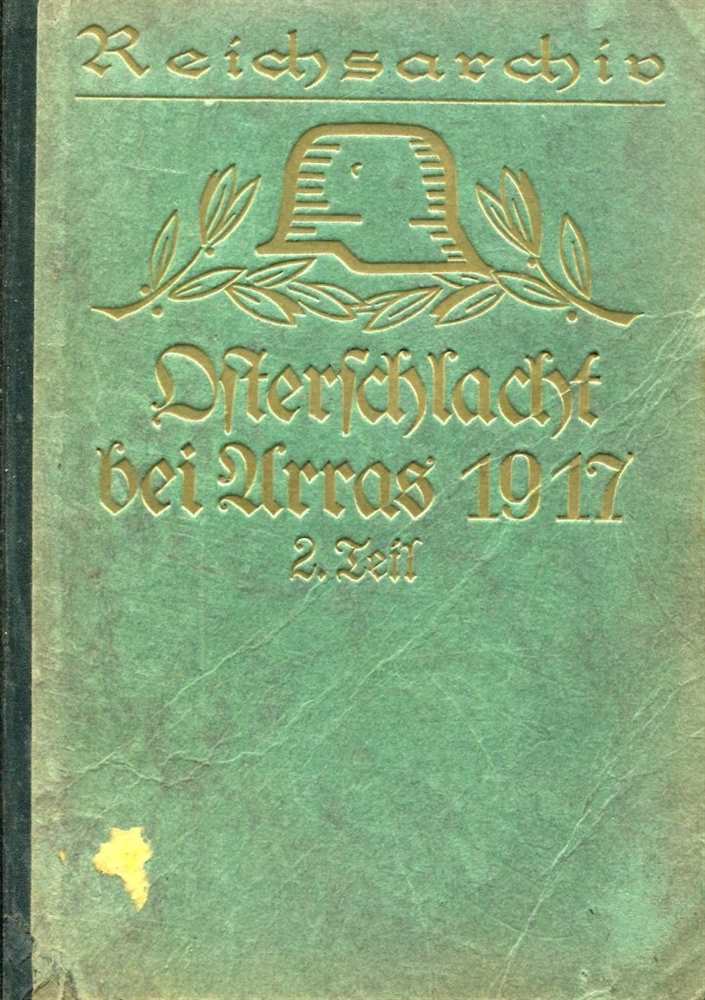 Reichsarchiv
Osterschlacht
bei Arras 1917
2. Teil